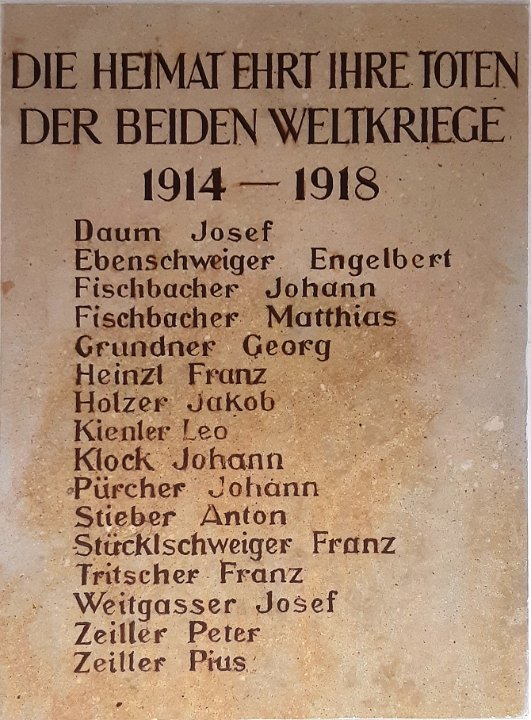 DIE HEIMAT EHRT IHRE TOTEN
DER BEIDEN WELTKRIEGE
1914 — 1918
Daum Josef
Ebenschweiger Engelbert
Fischbacher Johann
Fischbacher Matthias
Grundner Georg
Heinzl Franz
Holzer Jakob
Kienler Leo
Klock Johann
Pürcher Johann
Stieber Anton
Stücklschweiger Franz
Tritscher Franz
Weitgasser Josef
Zeiller Peter
Zeiller Pius